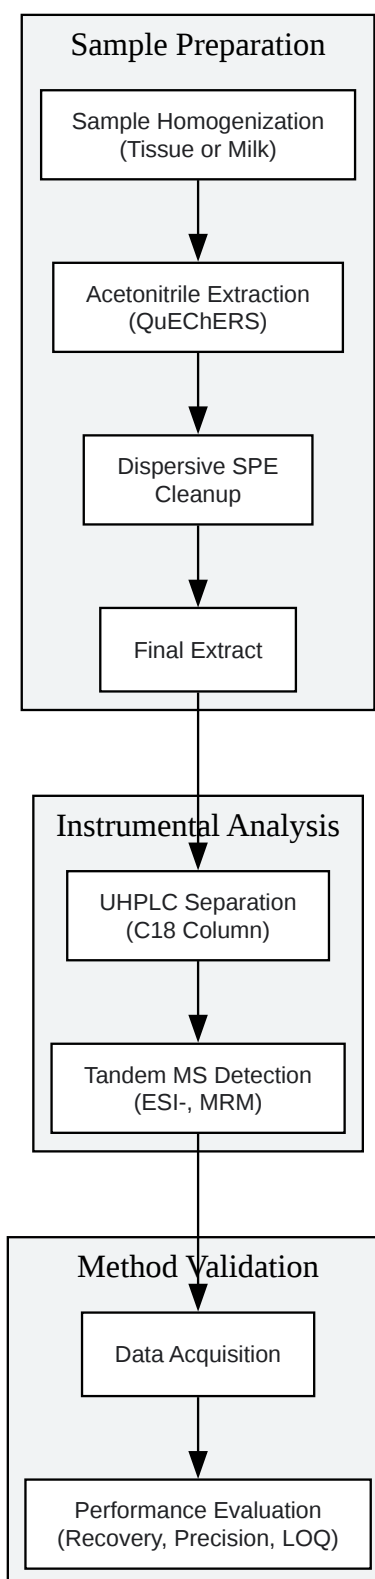 Sample Preparation
Sample Homogenization
(Tissue or Milk)
Acetonitrile Extraction
(QuEChERS)
Dispersive SPE
Cleanup
Final Extract
Instrumental Analysis
UHPLC Separation
(C18 Column)
Tandem MS Detection
(ESI-, MRM)
Method Validation
Data Acquisition
Performance Evaluation
(Recovery, Precision, LOQ)